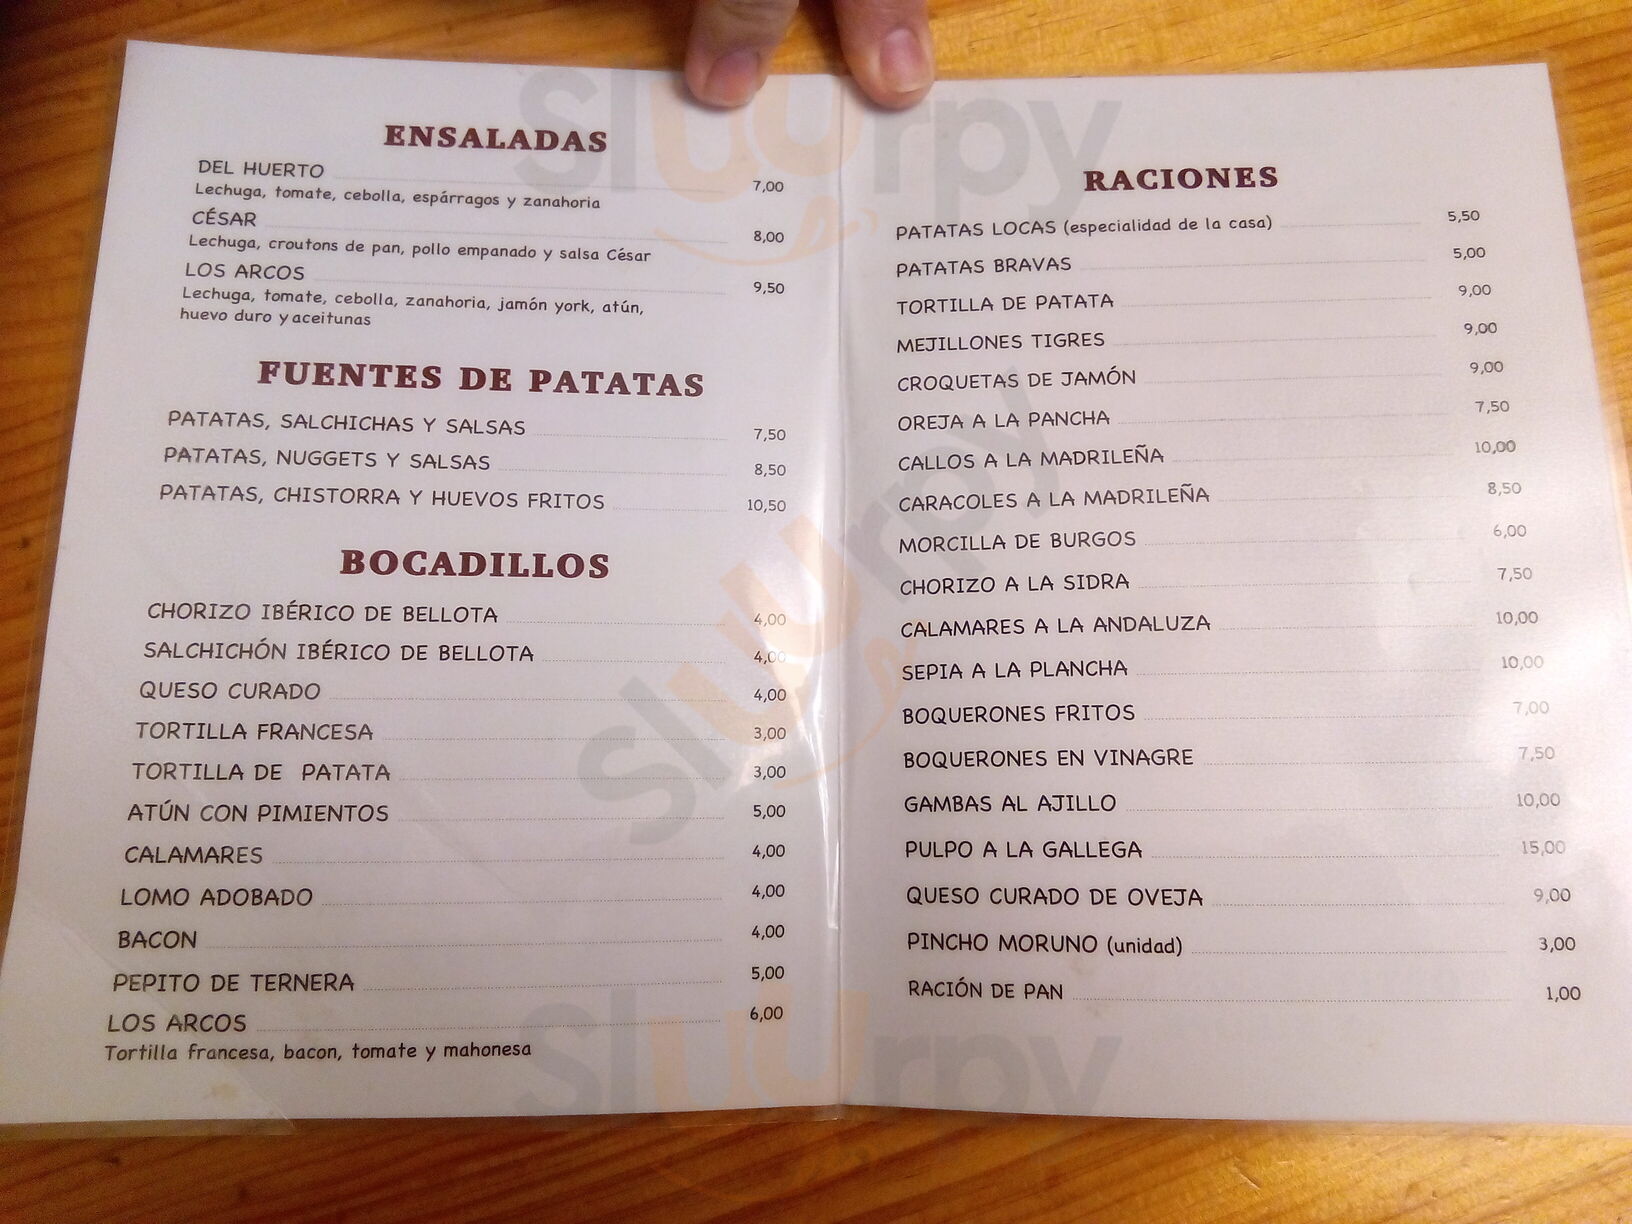 ENSALADAS
DEL HUERTO 7,00
Lechuga, tomate, cebolla, espárragos y zanahoria
CÉSAR 8,00
Lechuga, croutons de pan, pollo empanado y salsa César
LOS ARCOS 9,50
Lechuga, tomate, cebolla, zanahoria, jamón york, atún,
huevo duro y aceitunas
FUENTES DE PATATAS
PATATAS, SALCHICHAS Y SALSAS 7,50
PATATAS, NUGGETS Y SALSAS 8,50
PATATAS, CHISTORRA Y HUEVOS FRITOS 10,50
BOCADILLOS
CHORIZO IBÉRICO DE BELLOTA 4,00
SALCHICHÓN IBÉRICO DE BELLOTA 4,00
QUESO CURADO 4,00
TORTILLA FRANCESA 3,00
TORTILLA DE PATATA 3,00
ATÚN CON PIMIENTOS 5,00
CALAMARES 4,00
LOMO ADOBADO 4,00
BACON 4,00
PEPITO DE TERNERA 5,00
LOS ARCOS 6,00
Tortilla francesa, bacon, tomate y mahonesa
RACIONES
PATATAS LOCAS (especialidad de la casa) 5,50
PATATAS BRAVAS 5,00
TORTILLA DE PATATA 9,00
MEJILLONES TIGRES 9,00
CROQUETAS DE JAMÓN 9,00
OREJA A LA PANCHA 7,50
CALLOS A LA MADRILEÑA 10,00
CARACOLES A LA MADRILEÑA 8,50
MORCILLA DE BURGOS 6,00
CHORIZO A LA SIDRA 7,50
CALAMARES A LA ANDALUZA 10,00
SEPIA A LA PLANCHA 10,00
BOQUERONES FRITOS 7,00
BOQUERONES EN VINAGRE 7,50
GAMBAS AL AJILLO 10,00
PULPO A LA GALLEGA 15,00
QUESO CURADO DE OVEJA 9,00
PINCHO MORUNO (unidad) 3,00
RACIÓN DE PAN 1,00
sluurpy
sluurpy
sluurpy